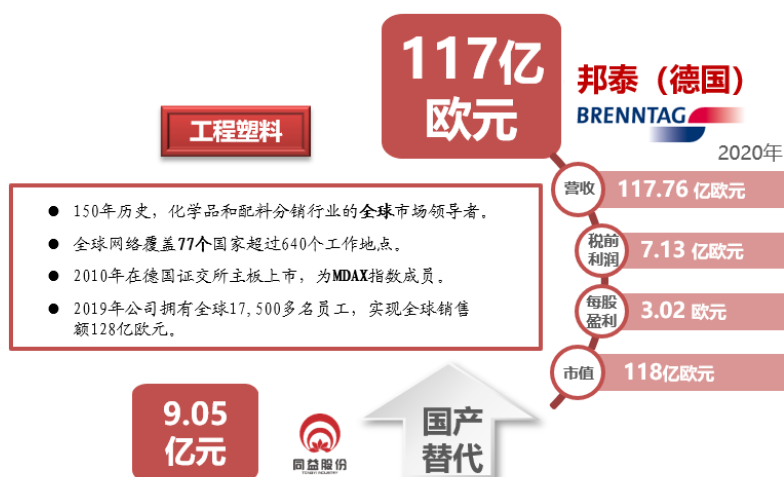 117亿
欧元
邦泰（德国）
BRENNTAG
2020年
工程塑料
● 150年历史，化学品和配料分销行业的全球市场领导者。
● 全球网络覆盖77个国家超过640个工作地点。
● 2010年在德国证交所主板上市，为MDAX指数成员。
● 2019年公司拥有全球17,500多名员工，实现全球销售
额128亿欧元。
营收 117.76 亿欧元
税前
利润 7.13 亿欧元
每股
盈利 3.02 欧元
市值 118亿欧元
9.05
亿元
同益股份
TONGYI INDUSTRY
国产
替代